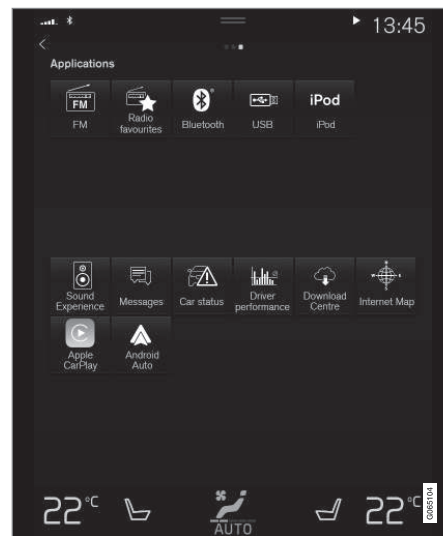 13:45
Applications
FM
iPod
FM
Radio
favourites
Bluetooth
USB
iPod
Sound
Experience
Messages
Car status
Driver
performance
Download
Centre
Internet Map
Apple
CarPlay
Android
Auto
22°C
AUTO
22°C
G065104